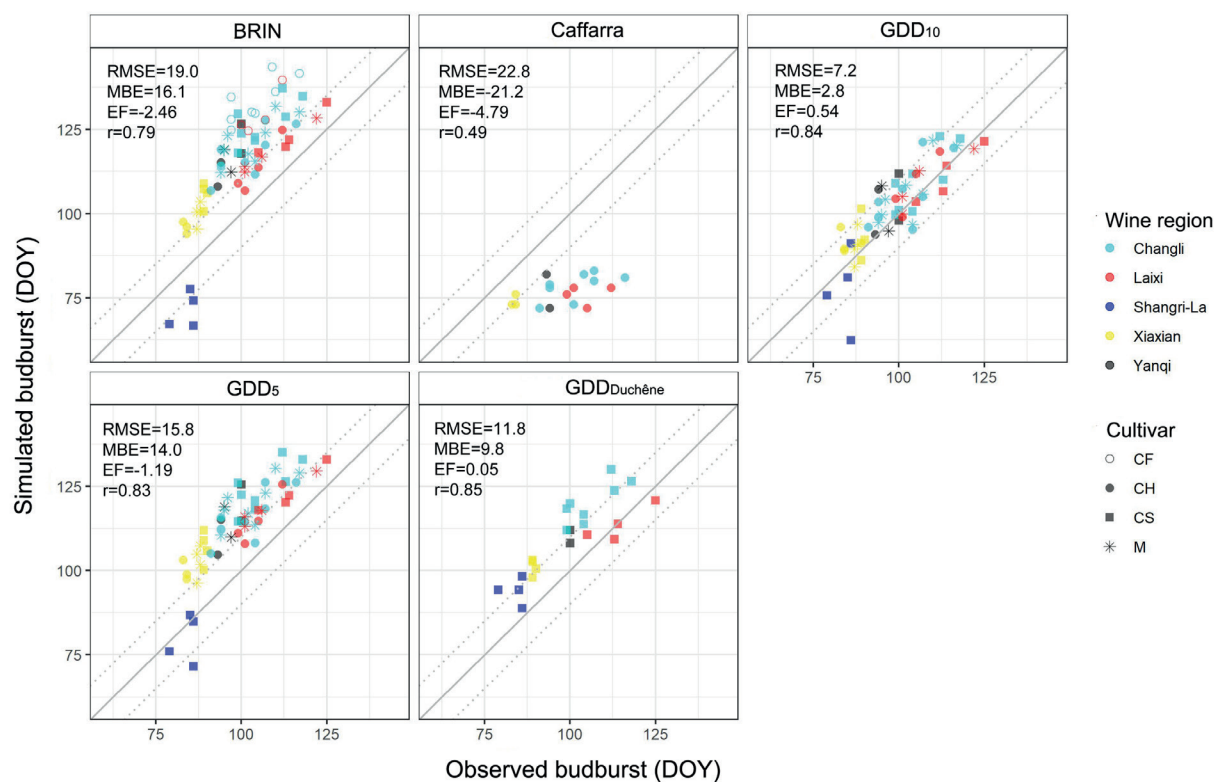 BRIN
Caffarra
GDD10
RMSE=19.0
MBE=16.1
EF=-2.46
r=0.79
RMSE=22.8
MBE=-21.2
EF=-4.79
r=0.49
RMSE=7.2
MBE=2.8
EF=0.54
r=0.84
125
100
75
75
100
125
GDD5
GDDDuchêne
RMSE=15.8
MBE=14.0
EF=-1.19
r=0.83
RMSE=11.8
MBE=9.8
EF=0.05
r=0.85
125
100
75
75
100
125
75
100
125
Simulated budburst (DOY)
Observed budburst (DOY)
Wine region
Changli
Laixi
Shangri-La
Xiaxian
Yanqi
Cultivar
CF
CH
CS
M